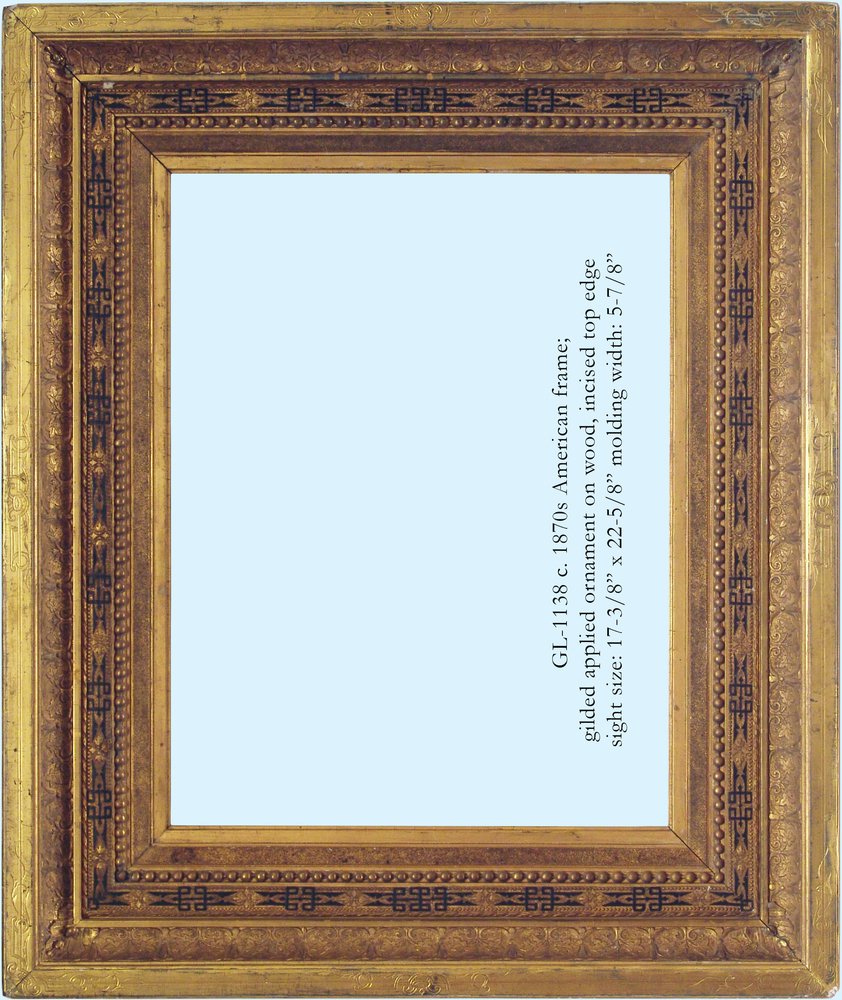 GL-1138 c. 1870s American frame;
gilded applied ornament on wood, incised top edge
sight size: 17-3/8” x 22-5/8” molding width: 5-7/8”